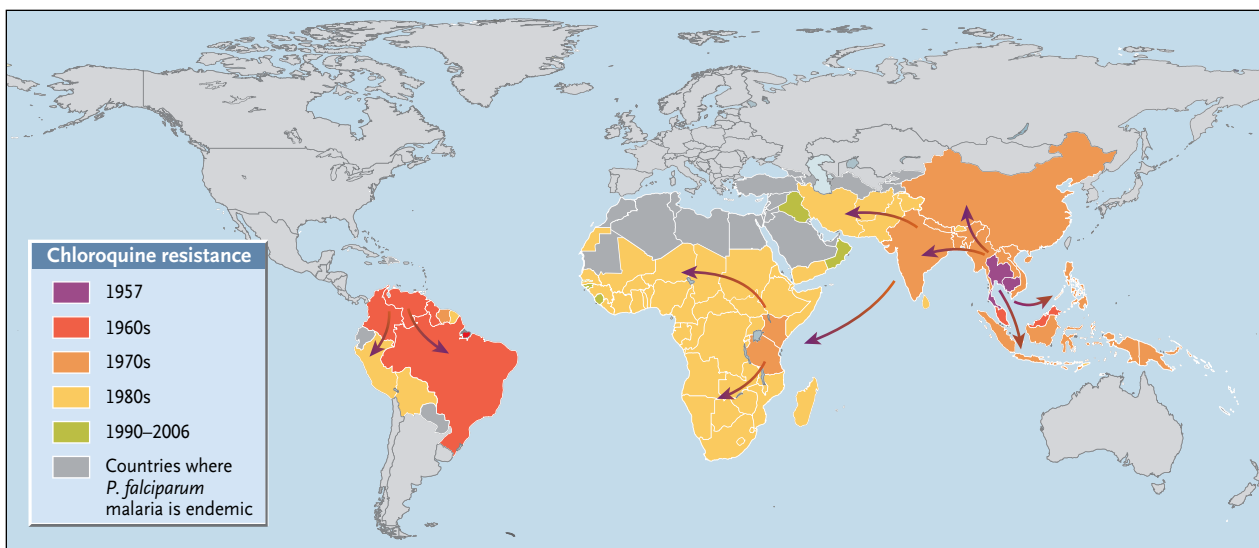 Chloroquine resistance
1957
1960s
1970s
1980s
1990–2006
Countries where
P. falciparum
malaria is endemic